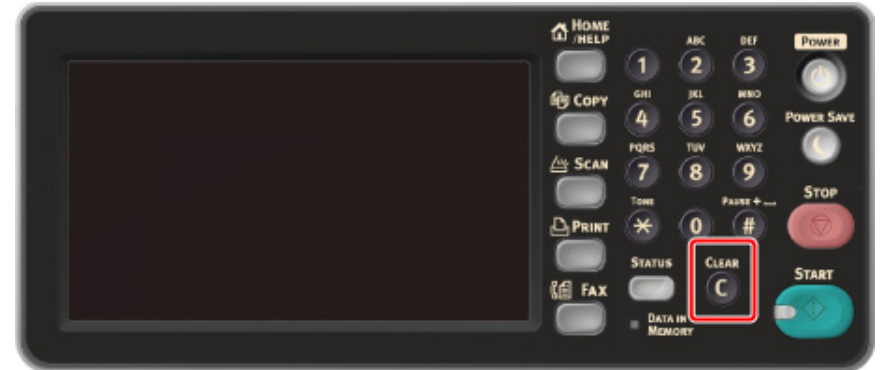 HOME
/HELP
COPY
SCAN
PRINT
FAX
ABC
DEF
1
2
3
GHI
JKL
MNO
4
5
6
PQRS
TUV
WXYZ
7
8
9
TONE
PAUSE + ⎵
*
0
#
STATUS
CLEAR
C
DATA IN
MEMORY
POWER
POWER SAVE
STOP
START